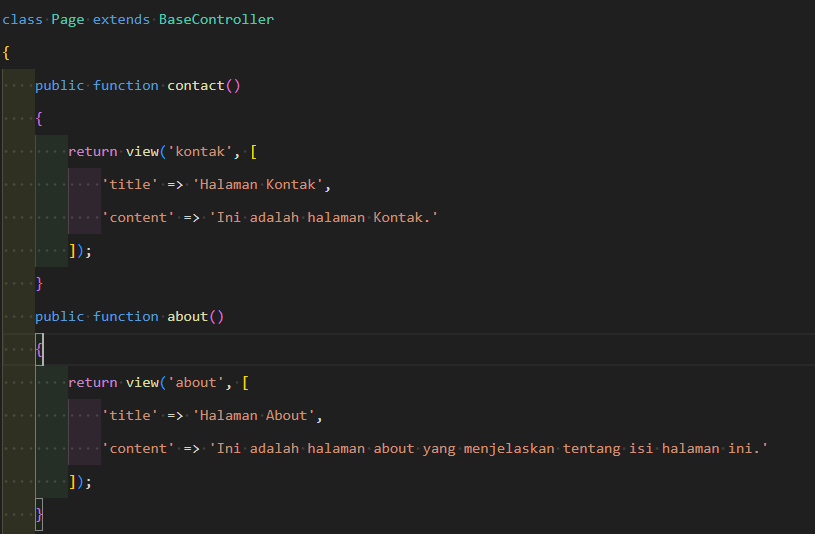 class Page extends BaseController
{
    public function contact()
    {
        return view('kontak', [
            'title' => 'Halaman Kontak',
            'content' => 'Ini adalah halaman Kontak.'
        ]);
    }
    public function about()
    {
        return view('about', [
            'title' => 'Halaman About',
            'content' => 'Ini adalah halaman about yang menjelaskan tentang isi halaman ini.'
        ]);
    }